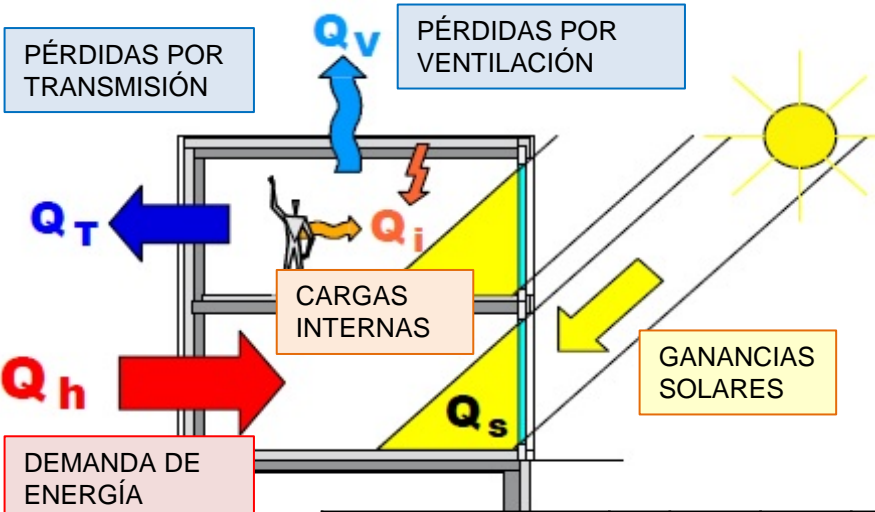 PÉRDIDAS POR
TRANSMISIÓN
Qv
PÉRDIDAS POR
VENTILACIÓN
QT
Qi
CARGAS
INTERNAS
GANANCIAS
SOLARES
Qh
Qs
DEMANDA DE
ENERGÍA